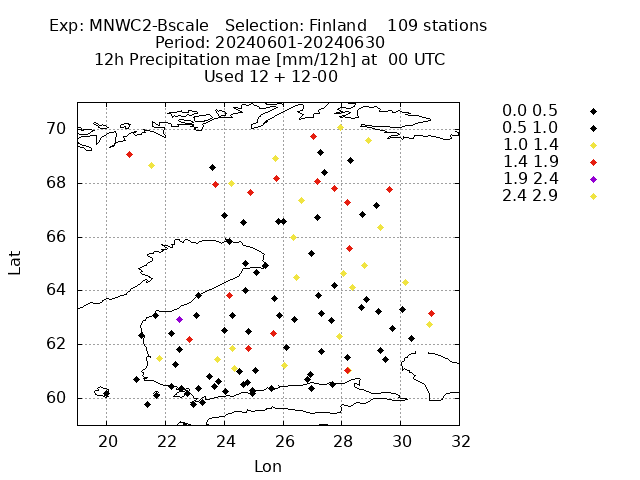 Exp: MNWC2-Bscale   Selection: Finland    109 stations
Period: 20240601-20240630
12h Precipitation mae [mm/12h] at  00 UTC
Used 12 + 12-00
0.0 0.5
0.5 1.0
1.0 1.4
1.4 1.9
1.9 2.4
2.4 2.9
70
68
66
64
62
60
Lat
20 22 24 26 28 30 32
Lon